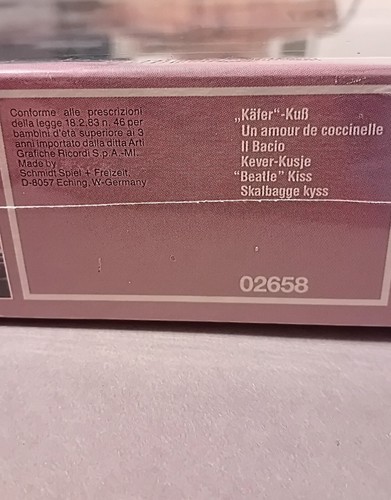 Conforme alle prescrizioni
della legge 18.2.83 n. 46 per
bambini d'età superiore ai 3
anni importato dalla ditta Arti
Grafiche Ricordi S.p.A.-MI.
Made by
Schmidt Spiel + Freizeit,
D-8057 Eching, W-Germany
„Käfer“-Kuß
Un amour de coccinelle
Il Bacio
Kever-Kusje
“Beatle” Kiss
Skalbagge kyss
02658